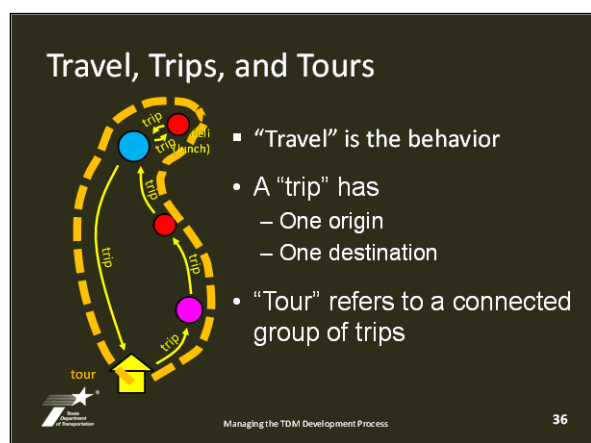 Travel, Trips, and Tours
trip
trip
(lunch)
trip
trip
trip
trip
tour
▪ “Travel” is the behavior
• A “trip” has
– One origin
– One destination
• “Tour” refers to a connected
group of trips
Texas
Department
of Transportation
Managing the TDM Development Process
36